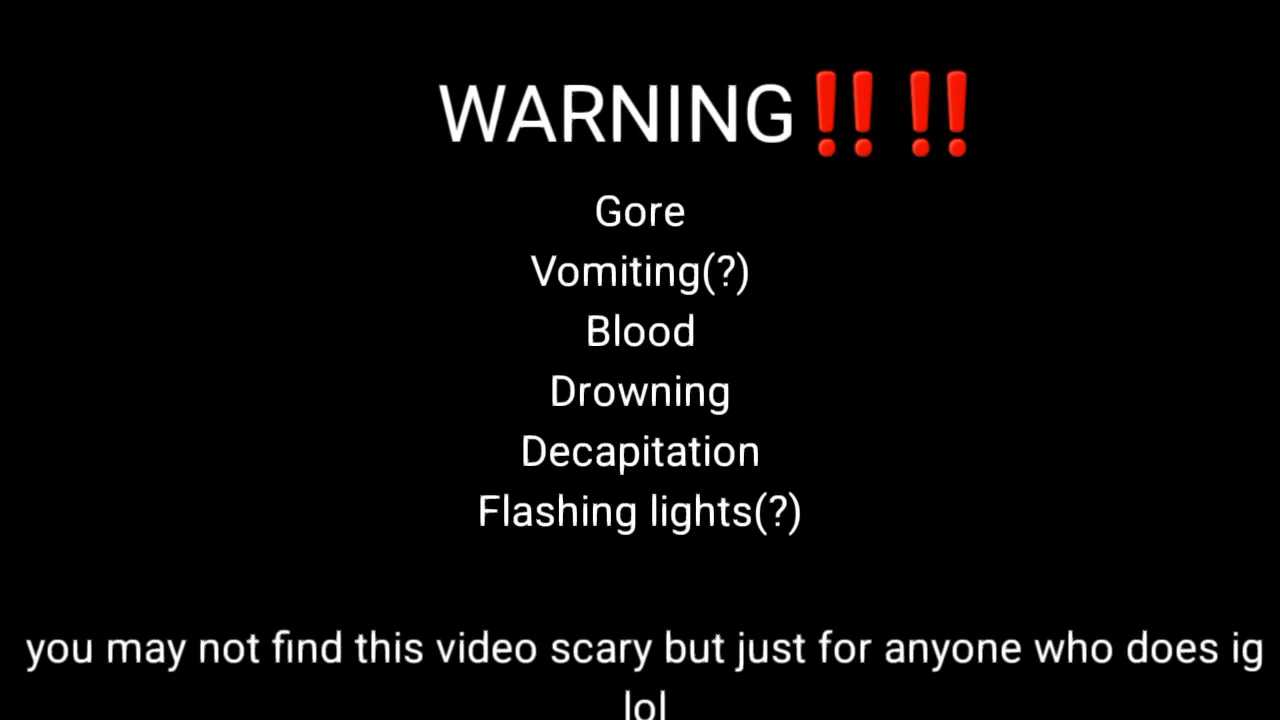 WARNING‼️‼️
Gore
Vomiting(?)
Blood
Drowning
Decapitation
Flashing lights(?)
you may not find this video scary but just for anyone who does ig
lol